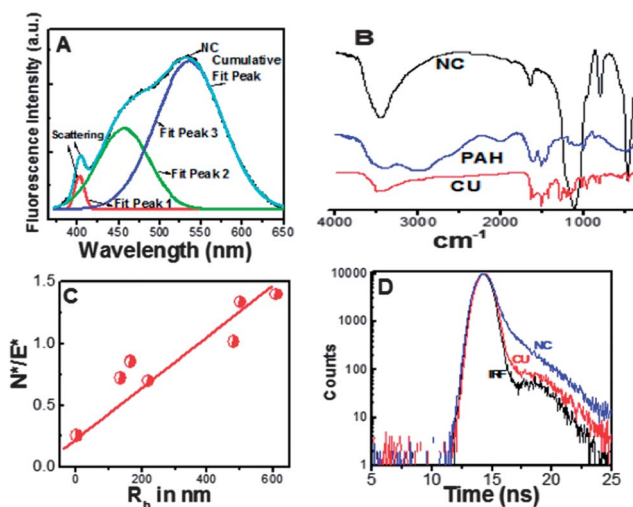 A
Fluorescence Intensity (a.u.)
NC
Cumulative
Fit Peak
Scattering
Fit Peak 3
Fit Peak 2
Fit Peak 1
400 450 500 550 600 650
Wavelength (nm)
B
NC
PAH
CU
4000 3000 2000 1000
cm-1
C
N*/E*
1.5
1.0
0.5
0.0
0 200 400 600
Rh in nm
D
Counts
10000
1000
100
10
1
NC
CU
IRF
5 10 15 20 25
Time (ns)